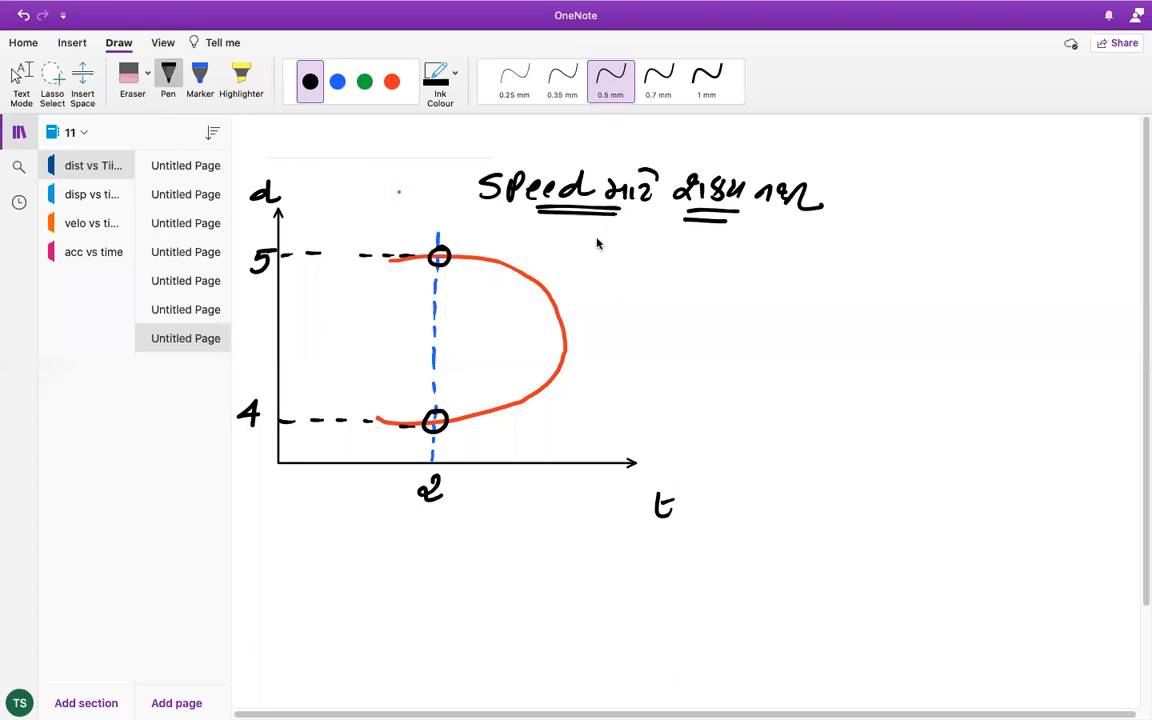 OneNote
Home Insert Draw View Tell me
Share
Text Mode
Lasso Select
Insert Space
Eraser
Pen
Marker
Highlighter
Ink Colour
0.25 mm
0.35 mm
0.5 mm
0.7 mm
1 mm
11
dist vs Tii...
disp vs ti...
velo vs ti...
acc vs time
Untitled Page
Untitled Page
Untitled Page
Untitled Page
Untitled Page
Untitled Page
Untitled Page
Speed
d
5
4
2
t
TS
Add section
Add page